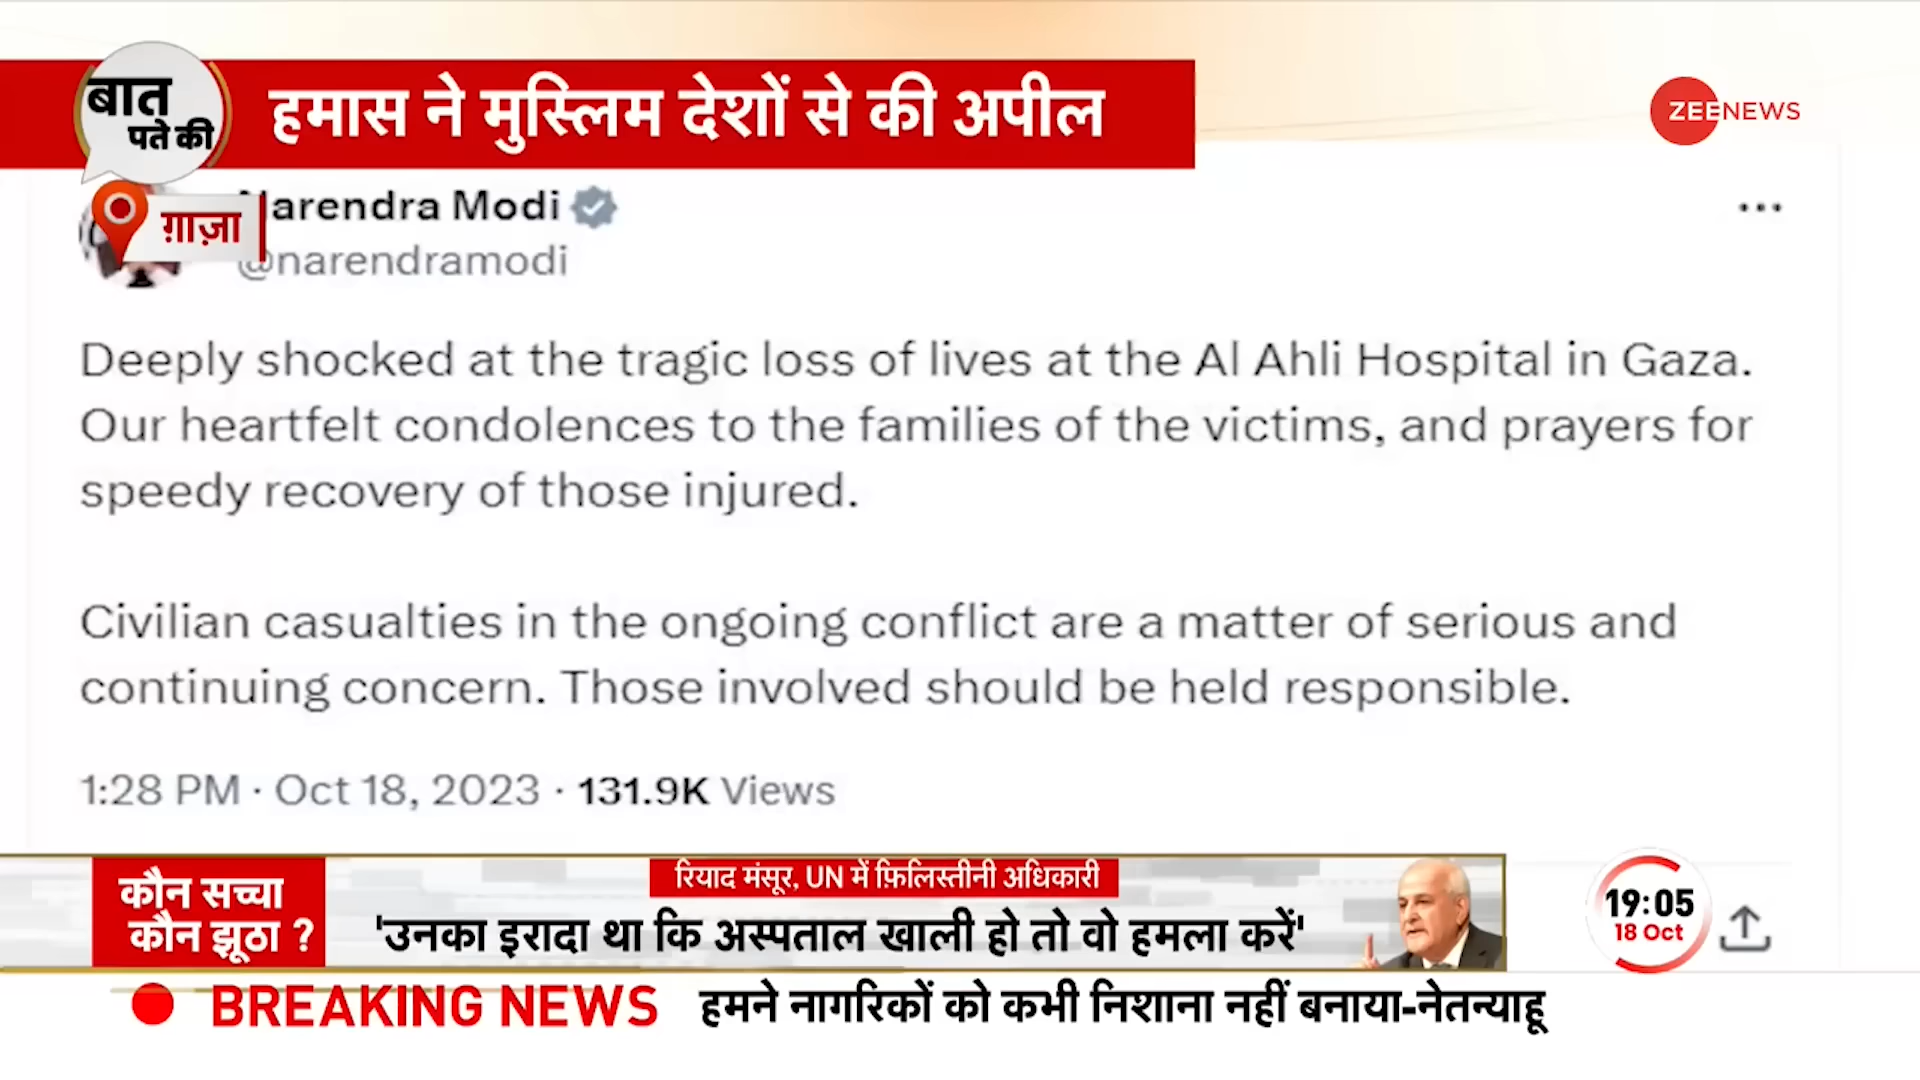 बात
पते की
हमास ने मुस्लिम देशों से की अपील
ZEENEWS
ग़ाज़ा
Narendra Modi
@narendramodi
Deeply shocked at the tragic loss of lives at the Al Ahli Hospital in Gaza.
Our heartfelt condolences to the families of the victims, and prayers for
speedy recovery of those injured.
Civilian casualties in the ongoing conflict are a matter of serious and
continuing concern. Those involved should be held responsible.
1:28 PM · Oct 18, 2023 · 131.9K Views
कौन सच्चा
कौन झूठा ?
रियाद मंसूर, UN में फ़िलिस्तीनी अधिकारी
'उनका इरादा था कि अस्पताल खाली हो तो वो हमला करें'
19:05
18 Oct
BREAKING NEWS हमने नागरिकों को कभी निशाना नहीं बनाया-नेतन्याहू